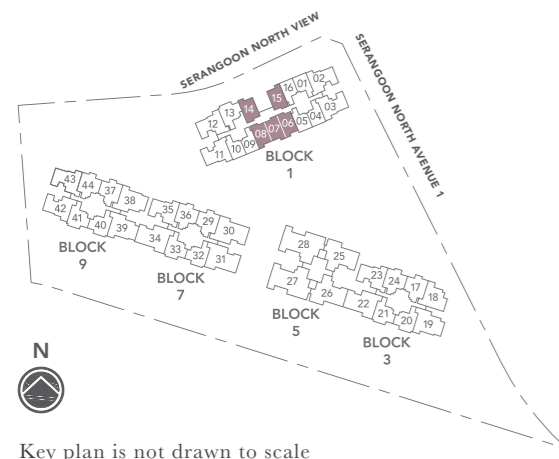 SERANGOON NORTH VIEW
SERANGOON NORTH AVENUE 1
16 01 02
15
14
13
12
03
04
05
06
07
08
09
10
11
BLOCK
1
43 44 37 38
42 41 40 39
BLOCK
9
35 36 29 30
34 33 32 31
BLOCK
7
28 25
27 26
BLOCK
5
23 24 17 18
22 21 20 19
BLOCK
3
N
Key plan is not drawn to scale